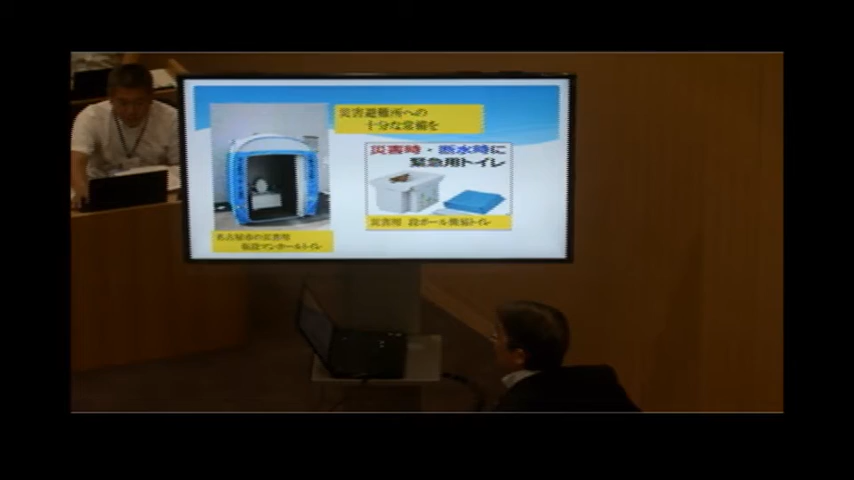 災害避難所への
十分な常備を
災害時・断水時に
緊急用トイレ
災害用 段ボール簡易トイレ
名古屋市の災害用
仮設マンホールトイレ